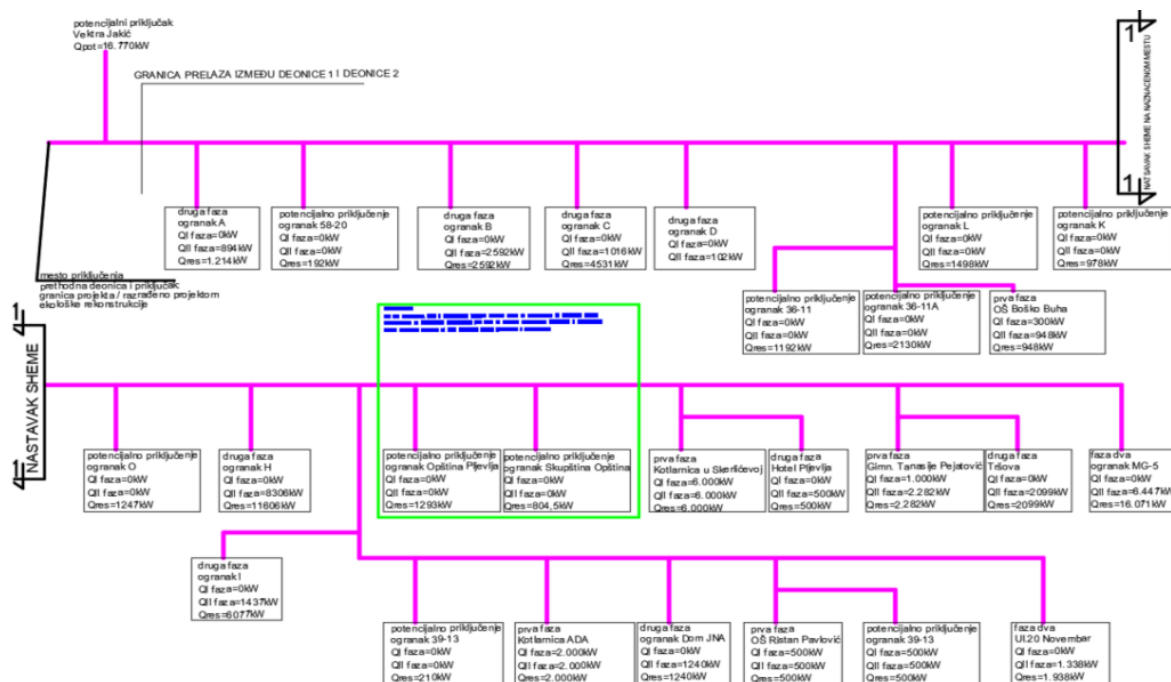 potencijalni priključak
Vektra Jakić
Qpot=16.770kW
GRANICA PRELAZA IZMEĐU DEONICE 1 I DEONICE 2
1
NATSAVAK SHEME NA NAZNACENOM MESTU
1
druga faza
ogranak A
QI faza=0kW
QII faza=894kW
Qres=1.214kW
potencijalno priključenje
ogranak 58-20
QI faza=0kW
QII faza=0kW
Qres=192kW
druga faza
ogranak B
QI faza=0kW
QII faza=2592kW
Qres=2592kW
druga faza
ogranak C
QI faza=0kW
QII faza=1016kW
Qres=4531kW
druga faza
ogranak D
QI faza=0kW
QII faza=102kW
potencijalno priključenje
ogranak L
QI faza=0kW
QII faza=0kW
Qres=1498kW
potencijalno priključenje
ogranak K
QI faza=0kW
QII faza=0kW
Qres=978kW
mesto priključenja
prethodna deonica i priključak
granica projekta / razrađeno projektom
ekološke rekonstrukcije
potencijalno priključenje
ogranak 36-11
QI faza=0kW
QII faza=0kW
Qres=1192kW
potencijalno priključenje
ogranak 36-11A
QI faza=0kW
QII faza=0kW
Qres=2130kW
prva faza
OŠ Boško Buha
QI faza=300kW
QII faza=948kW
Qres=948kW
1
NASTAVAK SHEME
1
potencijalno priključenje
ogranak O
QI faza=0kW
QII faza=0kW
Qres=1247kW
druga faza
ogranak H
QI faza=0kW
QII faza=8306kW
Qres=11606kW
potencijalno priključenje
ogranak Opština Pljevlja
QI faza=0kW
QII faza=0kW
Qres=1293kW
potencijalno priključenje
ogranak Skupština Opština
QI faza=0kW
QII faza=0kW
Qres=804,5kW
prva faza
Kotlarnica u Skerlićevoj
QI faza=6.000kW
QII faza=6.000kW
Qres=6.000kW
druga faza
Hotel Pljevlja
QI faza=0kW
QII faza=500kW
Qres=500kW
prva faza
Gimn. Tanasije Pejatović
QI faza=1.000kW
QII faza=2.282kW
Qres=2.282kW
druga faza
Tršova
QI faza=0kW
QII faza=2099kW
Qres=2099kW
faza dva
ogranak MG-5
QI faza=0kW
QII faza=6.447kW
Qres=16.071kW
druga faza
ogranak I
QI faza=0kW
QII faza=1437kW
Qres=6077kW
potencijalno priključenje
ogranak 39-13
QI faza=0kW
QII faza=0kW
Qres=210kW
prva faza
Kotlarnica ADA
QI faza=2.000kW
QII faza=2.000kW
Qres=2.000kW
druga faza
ogranak Dom JNA
QI faza=0kW
QII faza=1240kW
Qres=1240kW
prva faza
OŠ Ristan Pavlović
QI faza=500kW
QII faza=500kW
Qres=500kW
potencijalno priključenje
ogranak 39-13
QI faza=500kW
QII faza=500kW
Qres=500kW
faza dva
Ul.20 Novembar
QI faza=0kW
QII faza=1.338kW
Qres=1.938kW